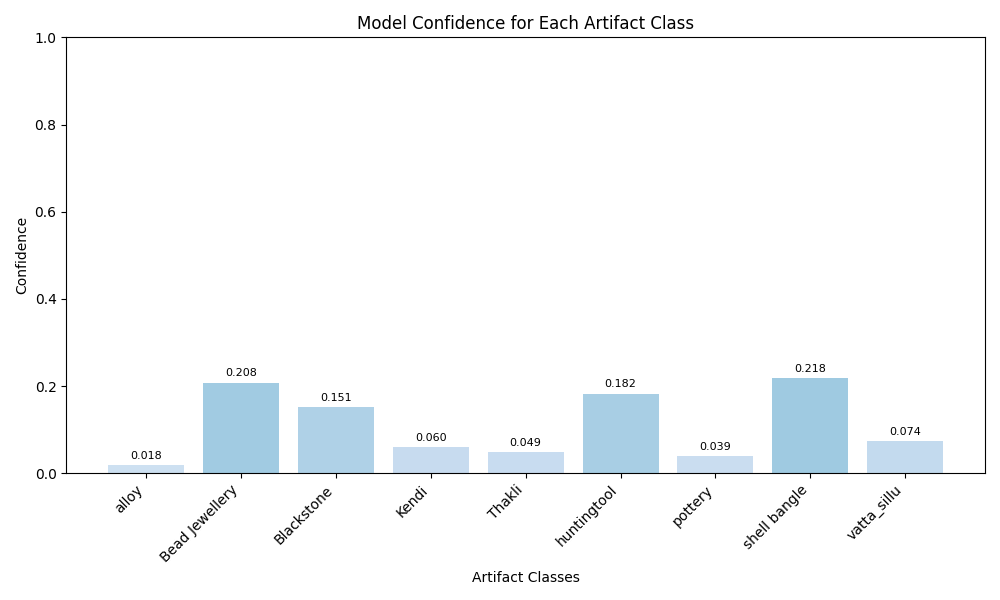 Model Confidence for Each Artifact Class
Confidence
1.0
0.8
0.6
0.4
0.2
0.0
0.018
0.208
0.151
0.060
0.049
0.182
0.039
0.218
0.074
alloy
Bead Jewellery
Blackstone
Kendi
Thakli
huntingtool
pottery
shell bangle
vatta_sillu
Artifact Classes